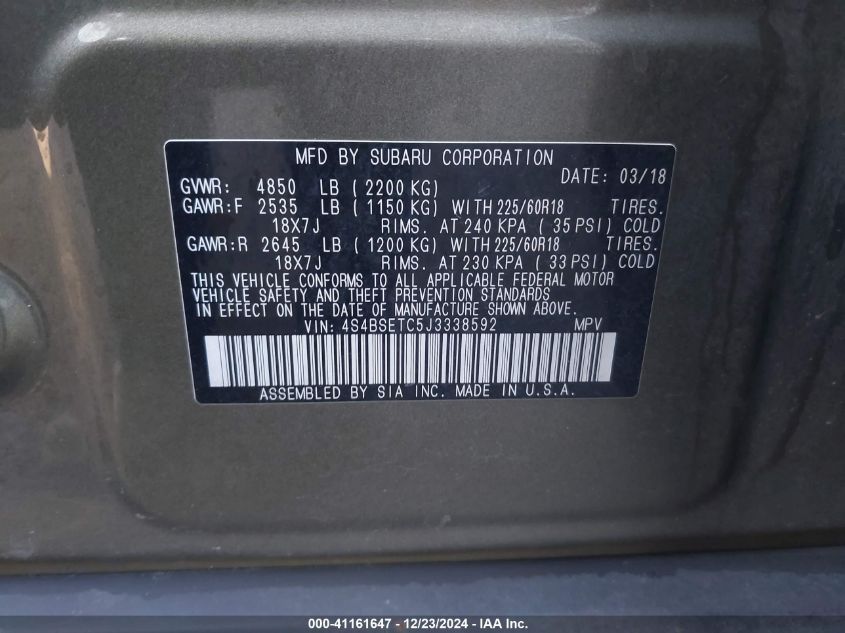 MFD BY SUBARU CORPORATION
DATE: 03/18
GVWR: 4850 LB (2200 KG)
GAWR:F 2535 LB (1150 KG) WITH 225/60R18 TIRES.
18X7J RIMS. AT 240 KPA (35 PSI) COLD
GAWR:R 2645 LB (1200 KG) WITH 225/60R18 TIRES.
18X7J RIMS. AT 230 KPA (33 PSI) COLD
THIS VEHICLE CONFORMS TO ALL APPLICABLE FEDERAL MOTOR
VEHICLE SAFETY AND THEFT PREVENTION STANDARDS
IN EFFECT ON THE DATE OF MANUFACTURE SHOWN ABOVE.
VIN: 4S4BSETC5J3338592 MPV
ASSEMBLED BY SIA INC. MADE IN U.S.A.
000-41161647 - 12/23/2024 - IAA Inc.